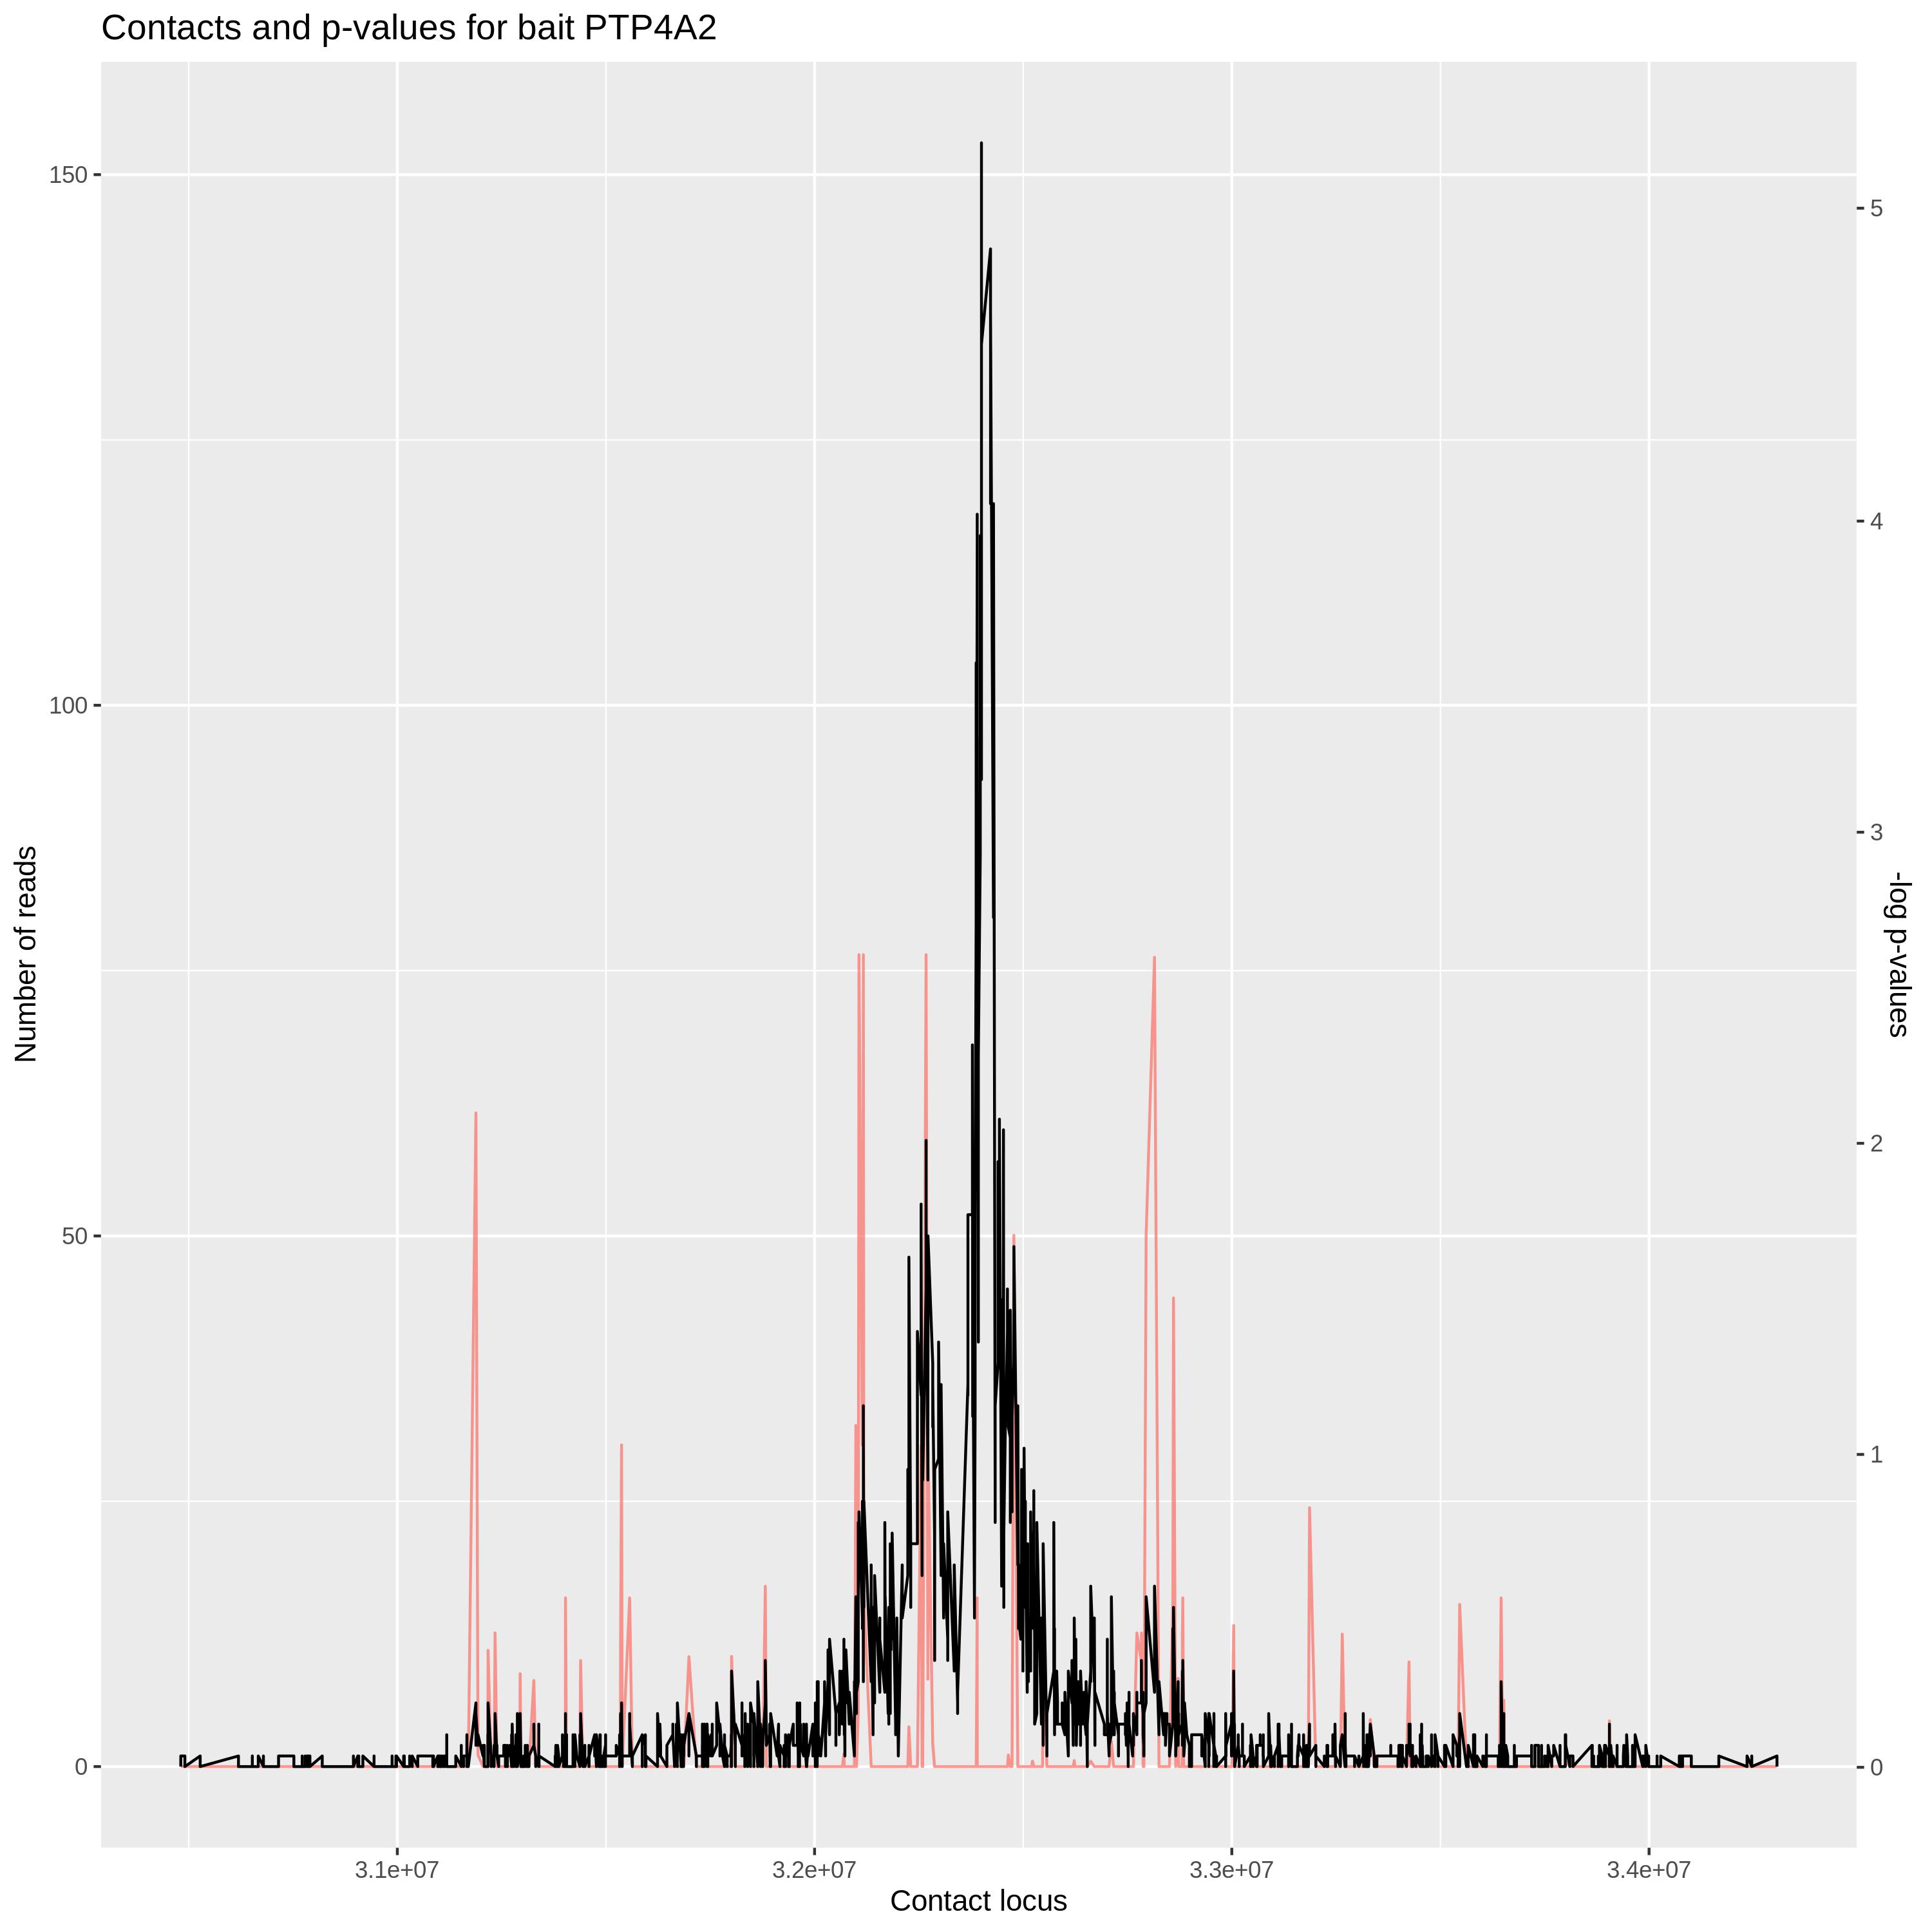 Contacts and p-values for bait PTP4A2
150
100
50
0
Number of reads
5
4
3
2
1
0
-log p-values
3.1e+07
3.2e+07
3.3e+07
3.4e+07
Contact locus